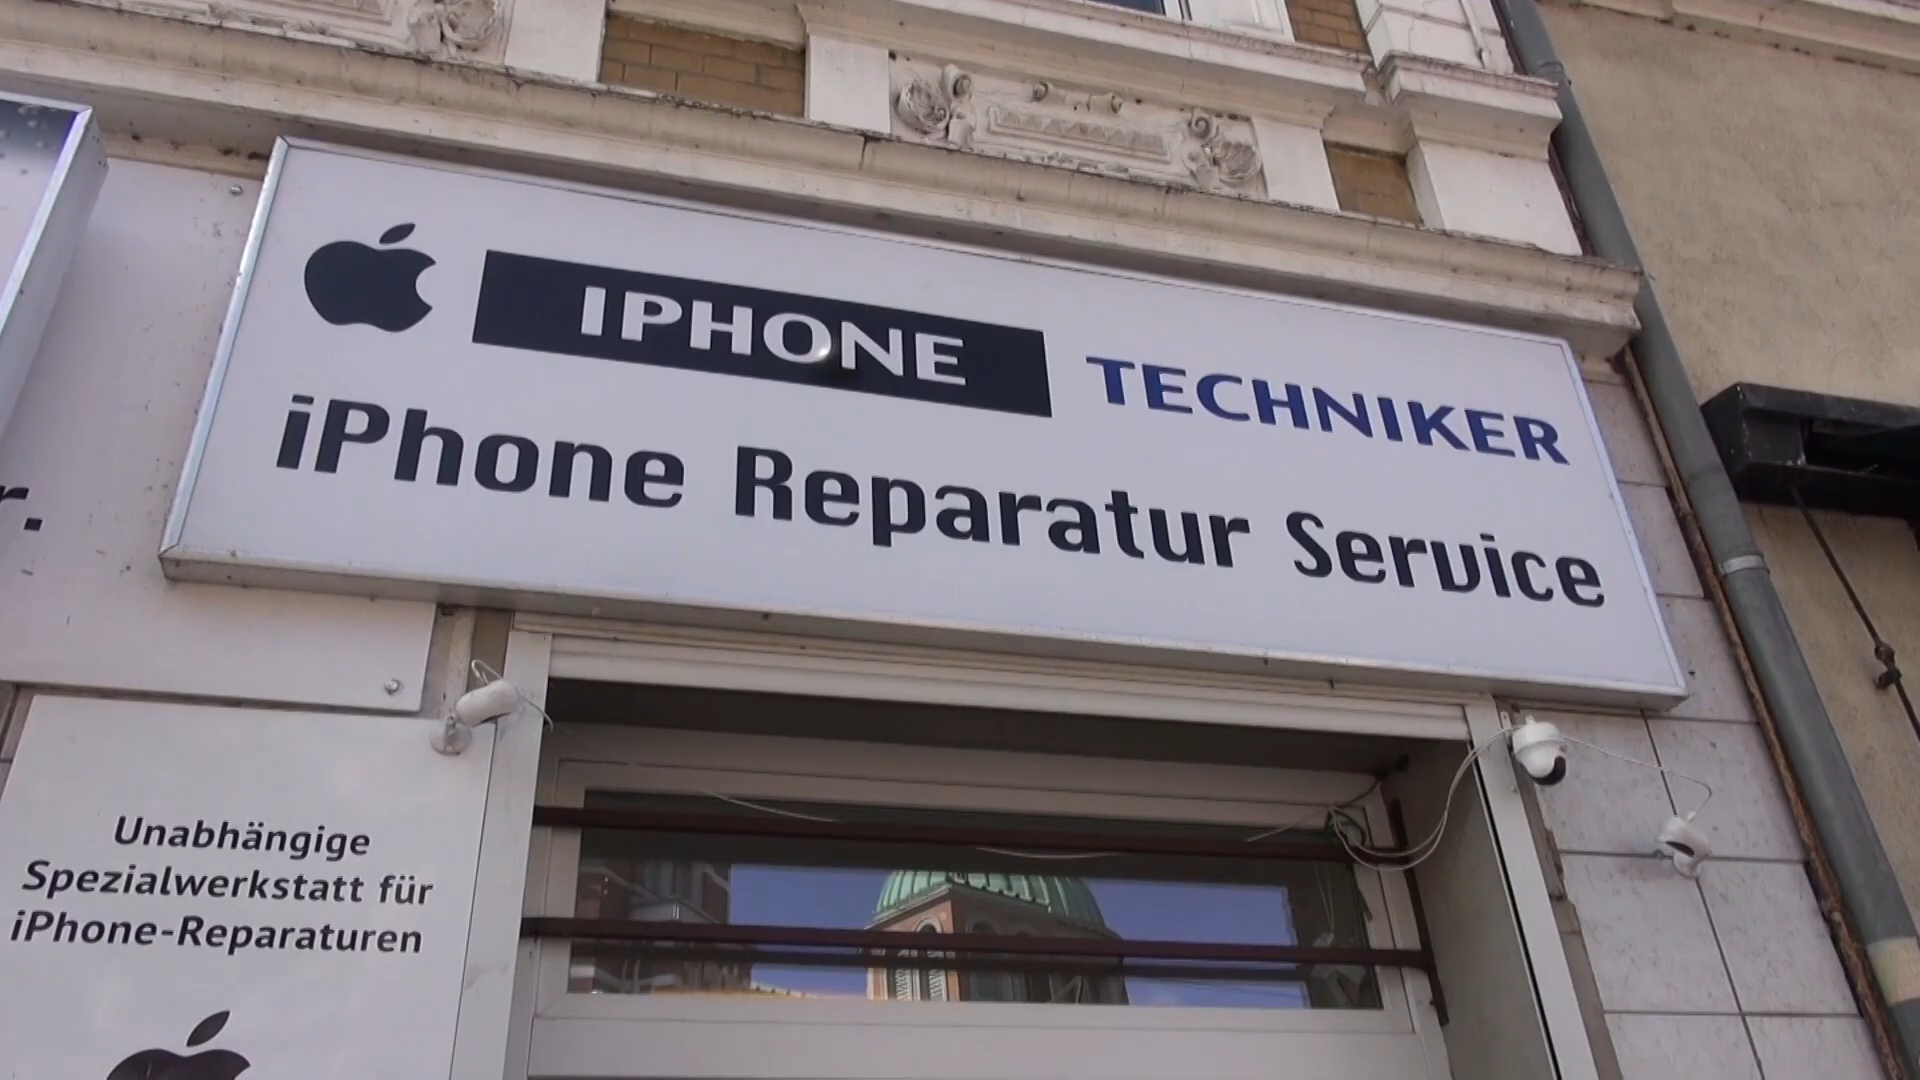 IPHONE TECHNIKER
iPhone Reparatur Service
r.
Unabhängige
Spezialwerkstatt für
iPhone-Reparaturen